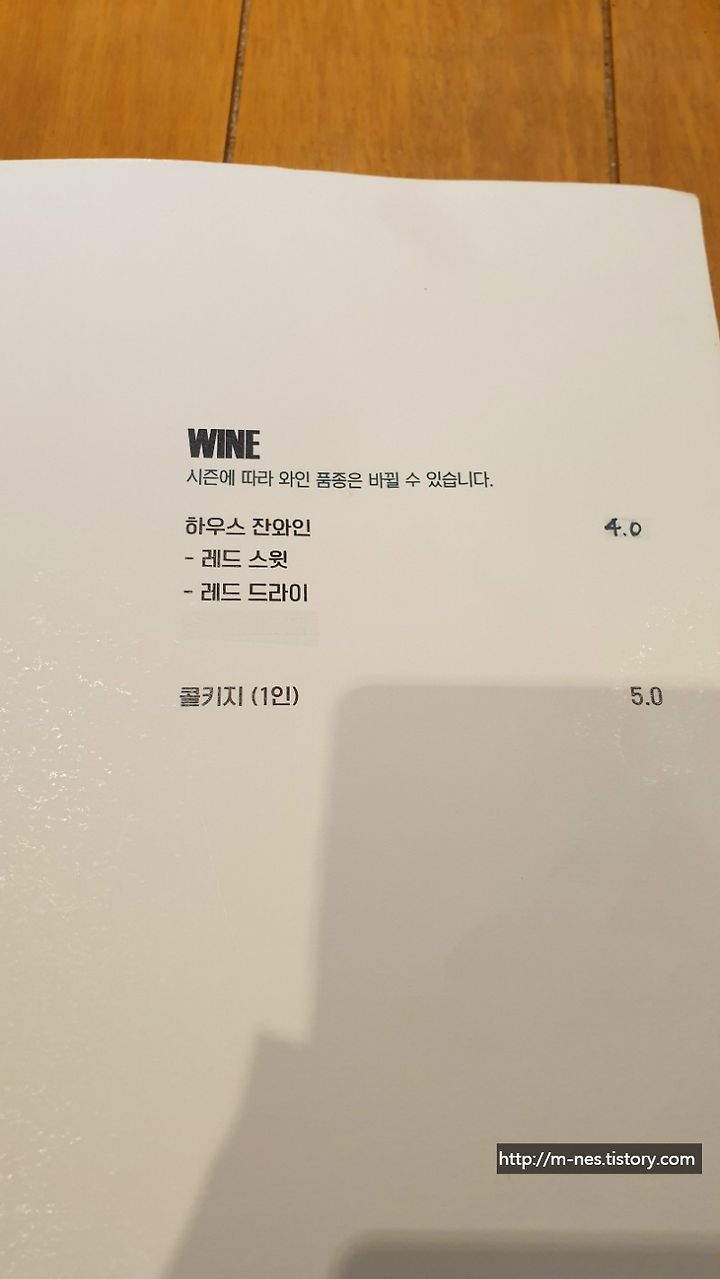 WINE
시즌에 따라 와인 품종은 바뀔 수 있습니다.
하우스 잔와인 4.0
- 레드 스윗
- 레드 드라이
콜키지 (1인) 5.0
http://m-nes.tistory.com